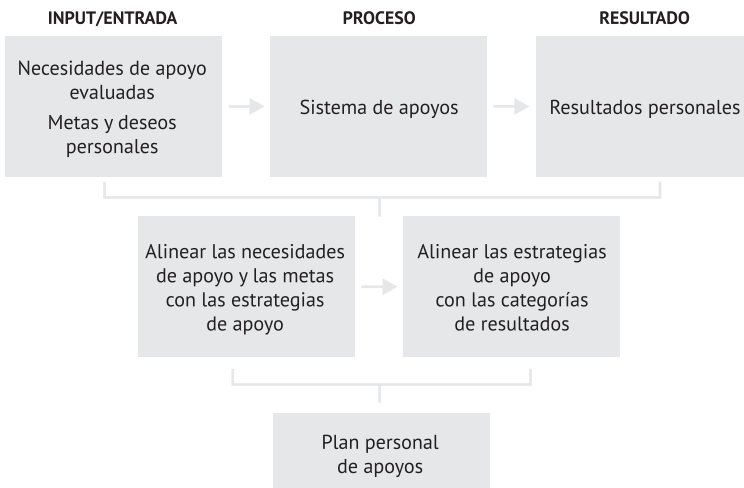 INPUT/ENTRADA
PROCESO
RESULTADO
Necesidades de apoyo
evaluadas
Metas y deseos
personales
Sistema de apoyos
Resultados personales
Alinear las necesidades
de apoyo y las metas
con las estrategias
de apoyo
Alinear las estrategias
de apoyo
con las categorías
de resultados
Plan personal
de apoyos